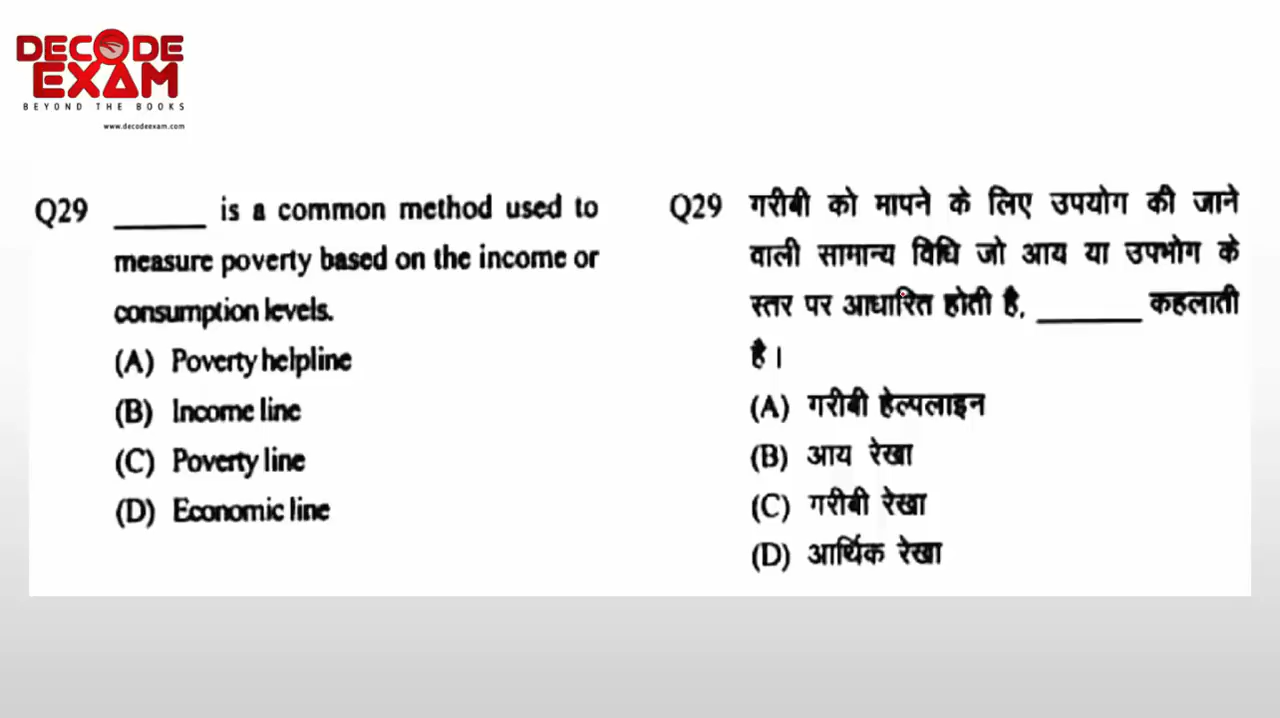 DECODE
EXAM
BEYOND THE BOOKS
www.decodeexam.com
Q29 ______ is a common method used to
measure poverty based on the income or
consumption levels.
(A) Poverty helpline
(B) Income line
(C) Poverty line
(D) Economic line
Q29 गरीबी को मापने के लिए उपयोग की जाने
वाली सामान्य विधि जो आय या उपभोग के
स्तर पर आधारित होती है, ______ कहलाती
है।
(A) गरीबी हेल्पलाइन
(B) आय रेखा
(C) गरीबी रेखा
(D) आर्थिक रेखा